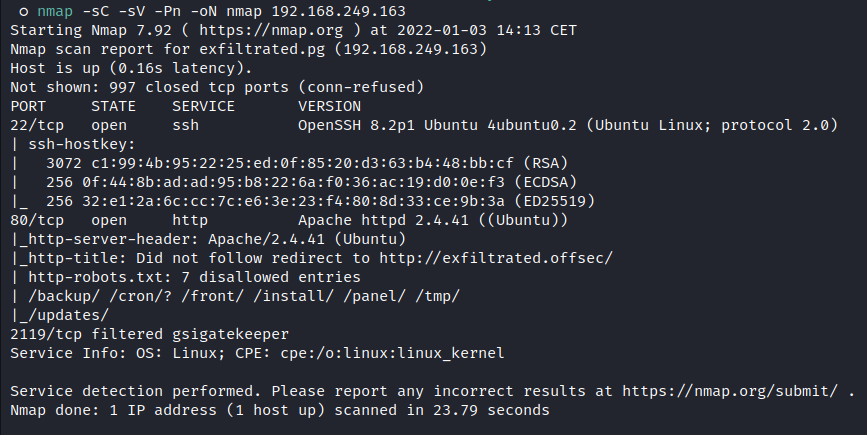 o nmap -sC -sV -Pn -oN nmap 192.168.249.163
Starting Nmap 7.92 ( https://nmap.org ) at 2022-01-03 14:13 CET
Nmap scan report for exfiltrated.pg (192.168.249.163)
Host is up (0.16s latency).
Not shown: 997 closed tcp ports (conn-refused)
PORT     STATE    SERVICE       VERSION
22/tcp   open     ssh           OpenSSH 8.2p1 Ubuntu 4ubuntu0.2 (Ubuntu Linux; protocol 2.0)
| ssh-hostkey:
|   3072 c1:99:4b:95:22:25:ed:0f:85:20:d3:63:b4:48:bb:cf (RSA)
|   256 0f:44:8b:ad:ad:95:b8:22:6a:f0:36:ac:19:d0:0e:f3 (ECDSA)
|_  256 32:e1:2a:6c:cc:7c:e6:3e:23:f4:80:8d:33:ce:9b:3a (ED25519)
80/tcp   open     http          Apache httpd 2.4.41 ((Ubuntu))
|_http-server-header: Apache/2.4.41 (Ubuntu)
|_http-title: Did not follow redirect to http://exfiltrated.offsec/
| http-robots.txt: 7 disallowed entries
| /backup/ /cron/? /front/ /install/ /panel/ /tmp/
|_/updates/
2119/tcp filtered gsigatekeeper
Service Info: OS: Linux; CPE: cpe:/o:linux:linux_kernel
Service detection performed. Please report any incorrect results at https://nmap.org/submit/ .
Nmap done: 1 IP address (1 host up) scanned in 23.79 seconds